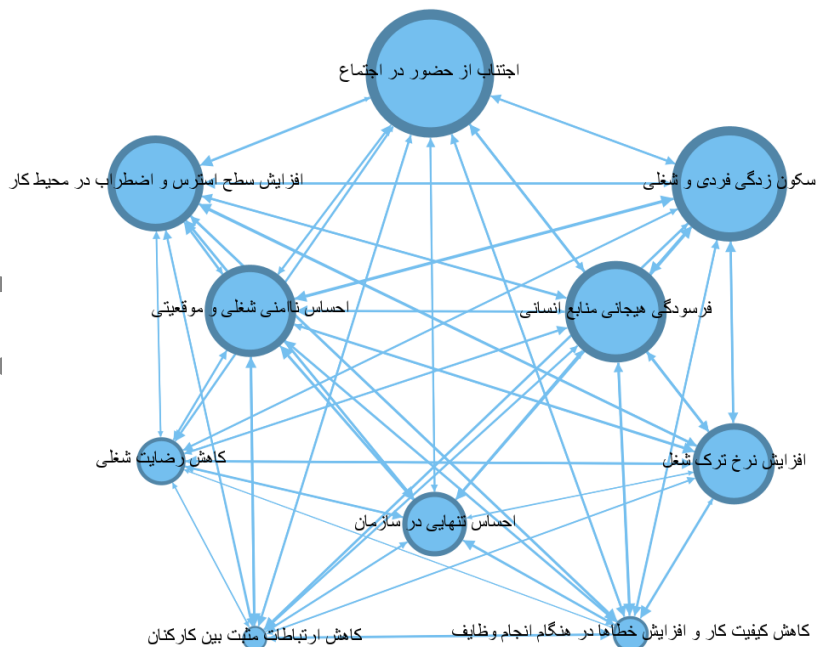 اجتناب از حضور در اجتماع
افزایش سطح استرس و اضطراب در محیط کار
سکون زدگی فردی و شغلی
احساس ناامنی شغلی و موقعیتی
فرسودگی هیجانی منابع انسانی
کاهش رضایت شغلی
افزایش نرخ ترک شغل
احساس تنهایی در سازمان
کاهش ارتباطات مثبت بین کارکنان
کاهش کیفیت کار و افزایش خطاها در هنگام انجام وظایف